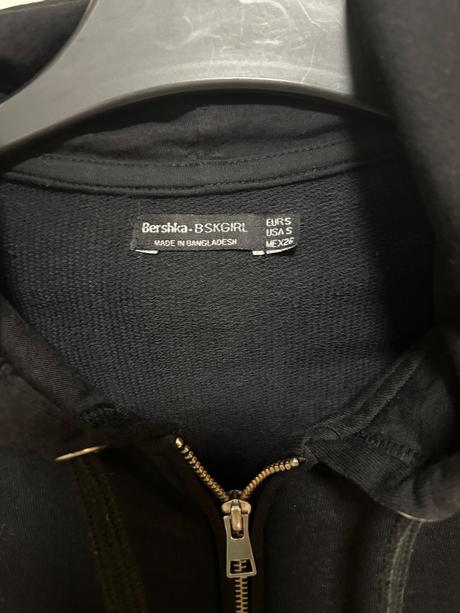 Bershka-BSKGIRL
MADE IN BANGLADESH
EUR S
USA S
MEX 26